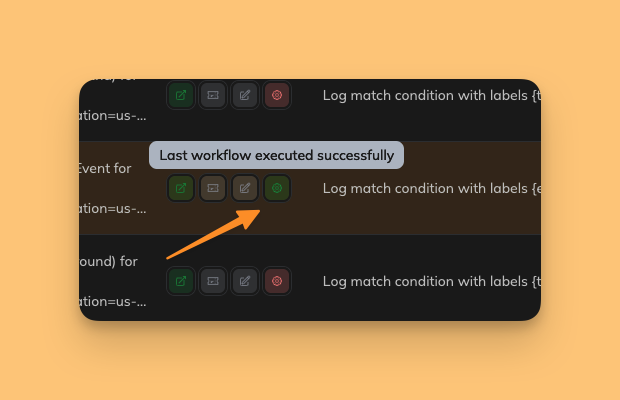 ation=us-...
Log match condition with labels {t
Last workflow executed successfully
Event for
ation=us-...
Log match condition with labels {e
ound) for
ation=us-...
Log match condition with labels {t